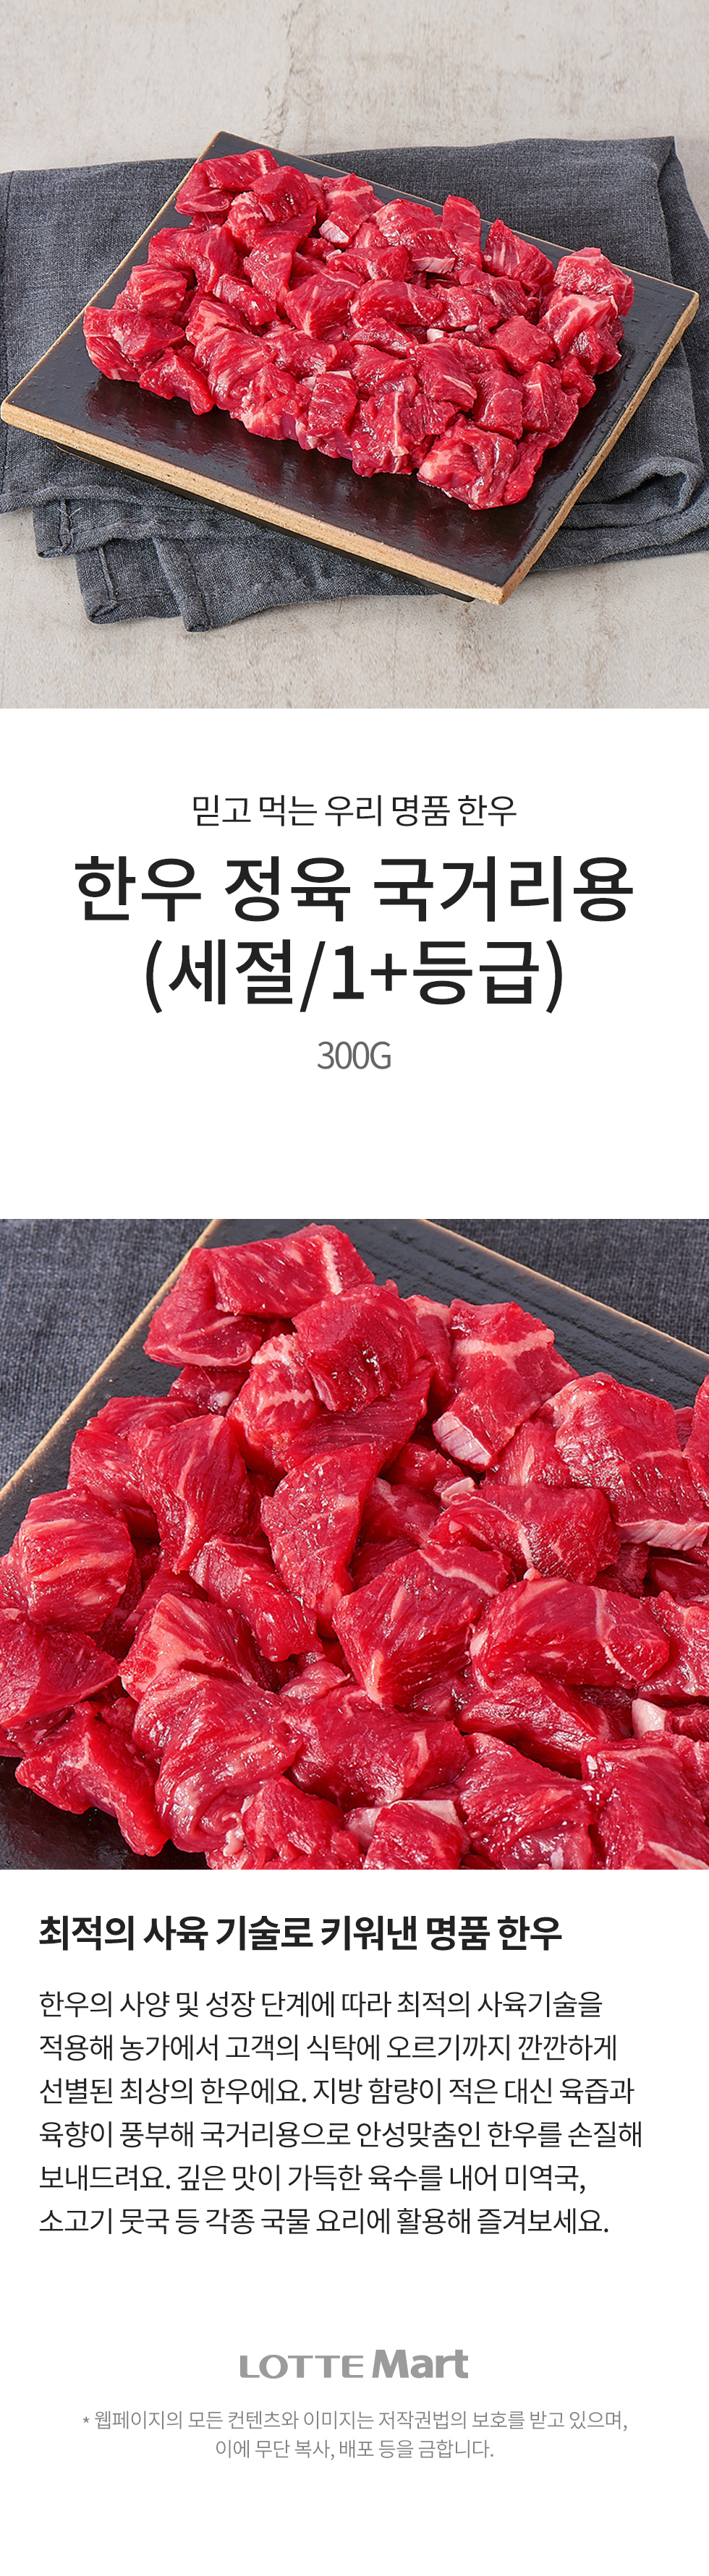 믿고 먹는 우리 명품 한우
한우 정육 국거리용
(세절/1+등급)
300G
최적의 사육 기술로 키워낸 명품 한우
한우의 사양 및 성장 단계에 따라 최적의 사육기술을
적용해 농가에서 고객의 식탁에 오르기까지 깐깐하게
선별된 최상의 한우에요. 지방 함량이 적은 대신 육즙과
육향이 풍부해 국거리용으로 안성맞춤인 한우를 손질해
보내드려요. 깊은 맛이 가득한 육수를 내어 미역국,
소고기 뭇국 등 각종 국물 요리에 활용해 즐겨보세요.
LOTTE Mart
* 웹페이지의 모든 컨텐츠와 이미지는 저작권법의 보호를 받고 있으며,
이에 무단 복사, 배포 등을 금합니다.